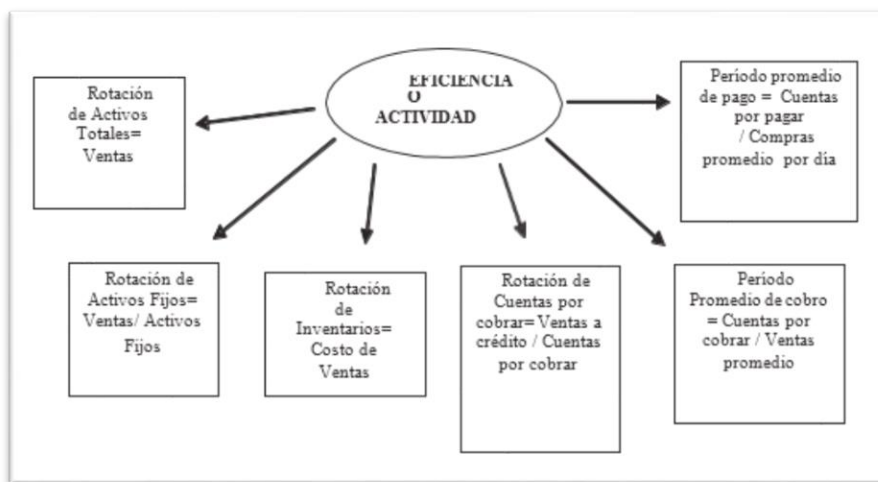 EFICIENCIA
O
ACTIVIDAD
Rotación
de Activos
Totales=
Ventas
Período promedio
de pago = Cuentas
por pagar
/ Compras
promedio por día
Rotación de
Activos Fijos=
Ventas/ Activos
Fijos
Rotación
de
Inventarios=
Costo de
Ventas
Rotación de
Cuentas por
cobrar= Ventas a
crédito / Cuentas
por cobrar
Período
Promedio de cobro
= Cuentas por
cobrar / Ventas
promedio